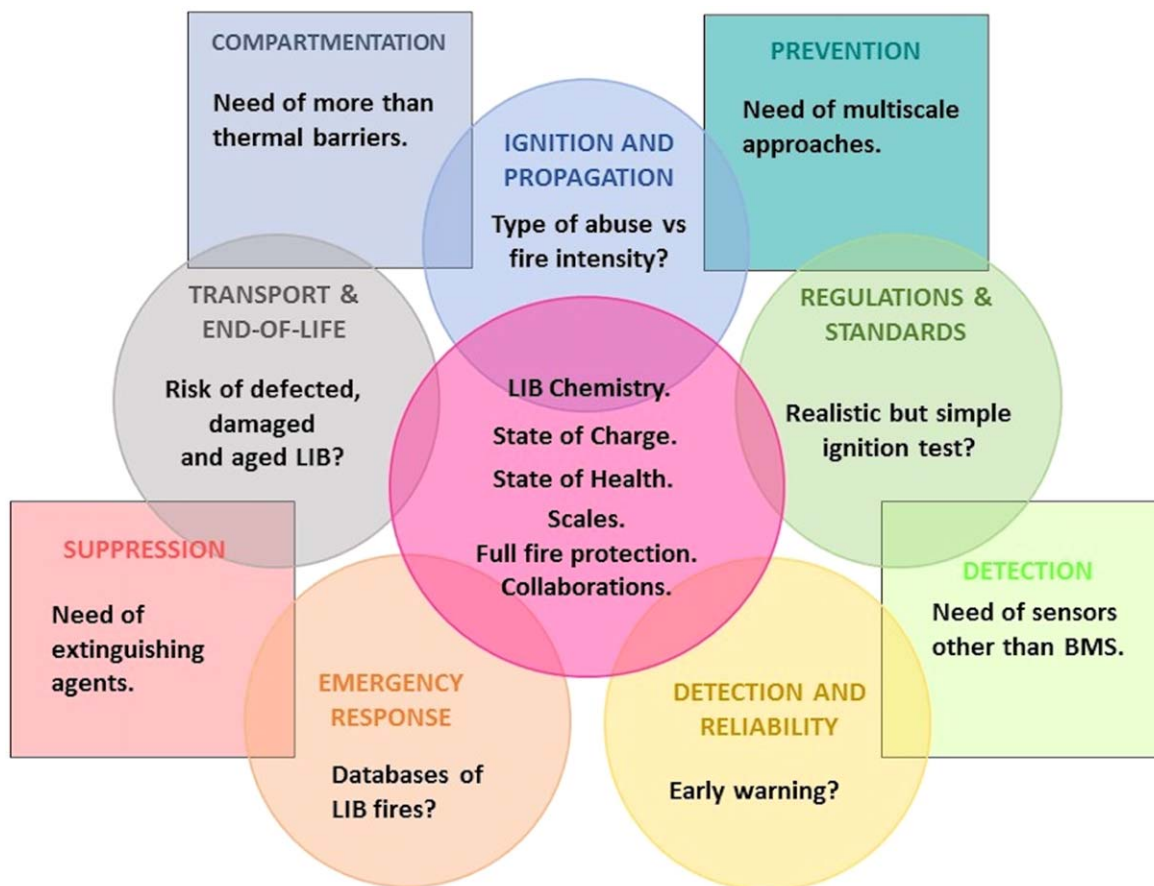 COMPARTMENTATION
Need of more than
thermal barriers.
PREVENTION
Need of multiscale
approaches.
IGNITION AND
PROPAGATION
Type of abuse vs
fire intensity?
TRANSPORT &
END-OF-LIFE
Risk of defected,
damaged
and aged LIB?
REGULATIONS &
STANDARDS
Realistic but simple
ignition test?
LIB Chemistry.
State of Charge.
State of Health.
Scales.
Full fire protection.
Collaborations.
SUPPRESSION
Need of
extinguishing
agents.
DETECTION
Need of sensors
other than BMS.
EMERGENCY
RESPONSE
Databases of
LIB fires?
DETECTION AND
RELIABILITY
Early warning?